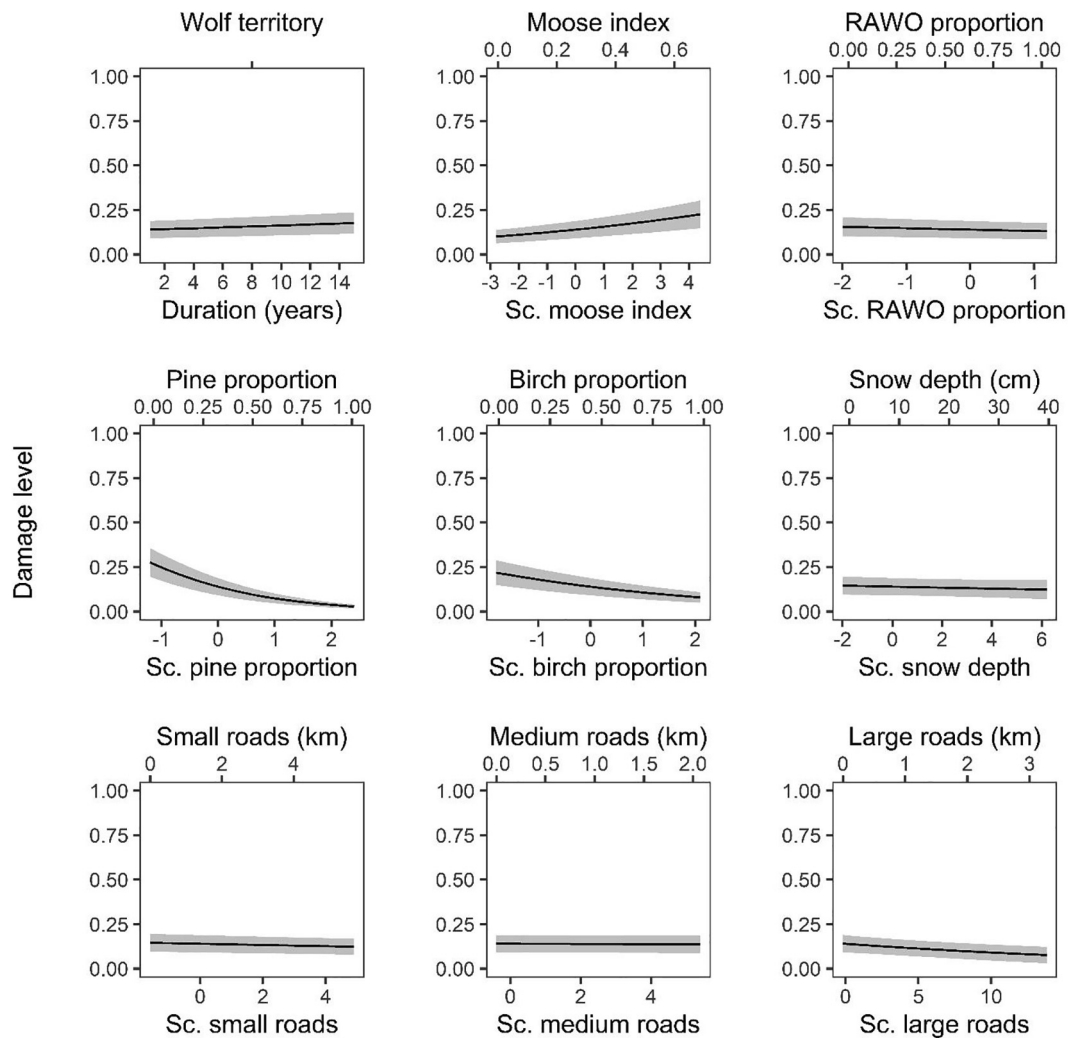 Wolf territory
Moose index
RAWO proportion
0.0 0.2 0.4 0.6
0.00 0.25 0.50 0.75 1.00
1.00 1.00 1.00
0.75 0.75 0.75
0.50 0.50 0.50
0.25 0.25 0.25
0.00 0.00 0.00
2 4 6 8 10 12 14
-3 -2 -1 0 1 2 3 4
-2 -1 0 1
Duration (years)
Sc. moose index
Sc. RAWO proportion
Damage level
Pine proportion
Birch proportion
Snow depth (cm)
0.00 0.25 0.50 0.75 1.00
0.00 0.25 0.50 0.75 1.00
0 10 20 30 40
1.00 1.00 1.00
0.75 0.75 0.75
0.50 0.50 0.50
0.25 0.25 0.25
0.00 0.00 0.00
-1 0 1 2
-1 0 1 2
-2 0 2 4 6
Sc. pine proportion
Sc. birch proportion
Sc. snow depth
Small roads (km)
Medium roads (km)
Large roads (km)
0 2 4
0.0 0.5 1.0 1.5 2.0
0 1 2 3
1.00 1.00 1.00
0.75 0.75 0.75
0.50 0.50 0.50
0.25 0.25 0.25
0.00 0.00 0.00
0 2 4
0 2 4
0 5 10
Sc. small roads
Sc. medium roads
Sc. large roads